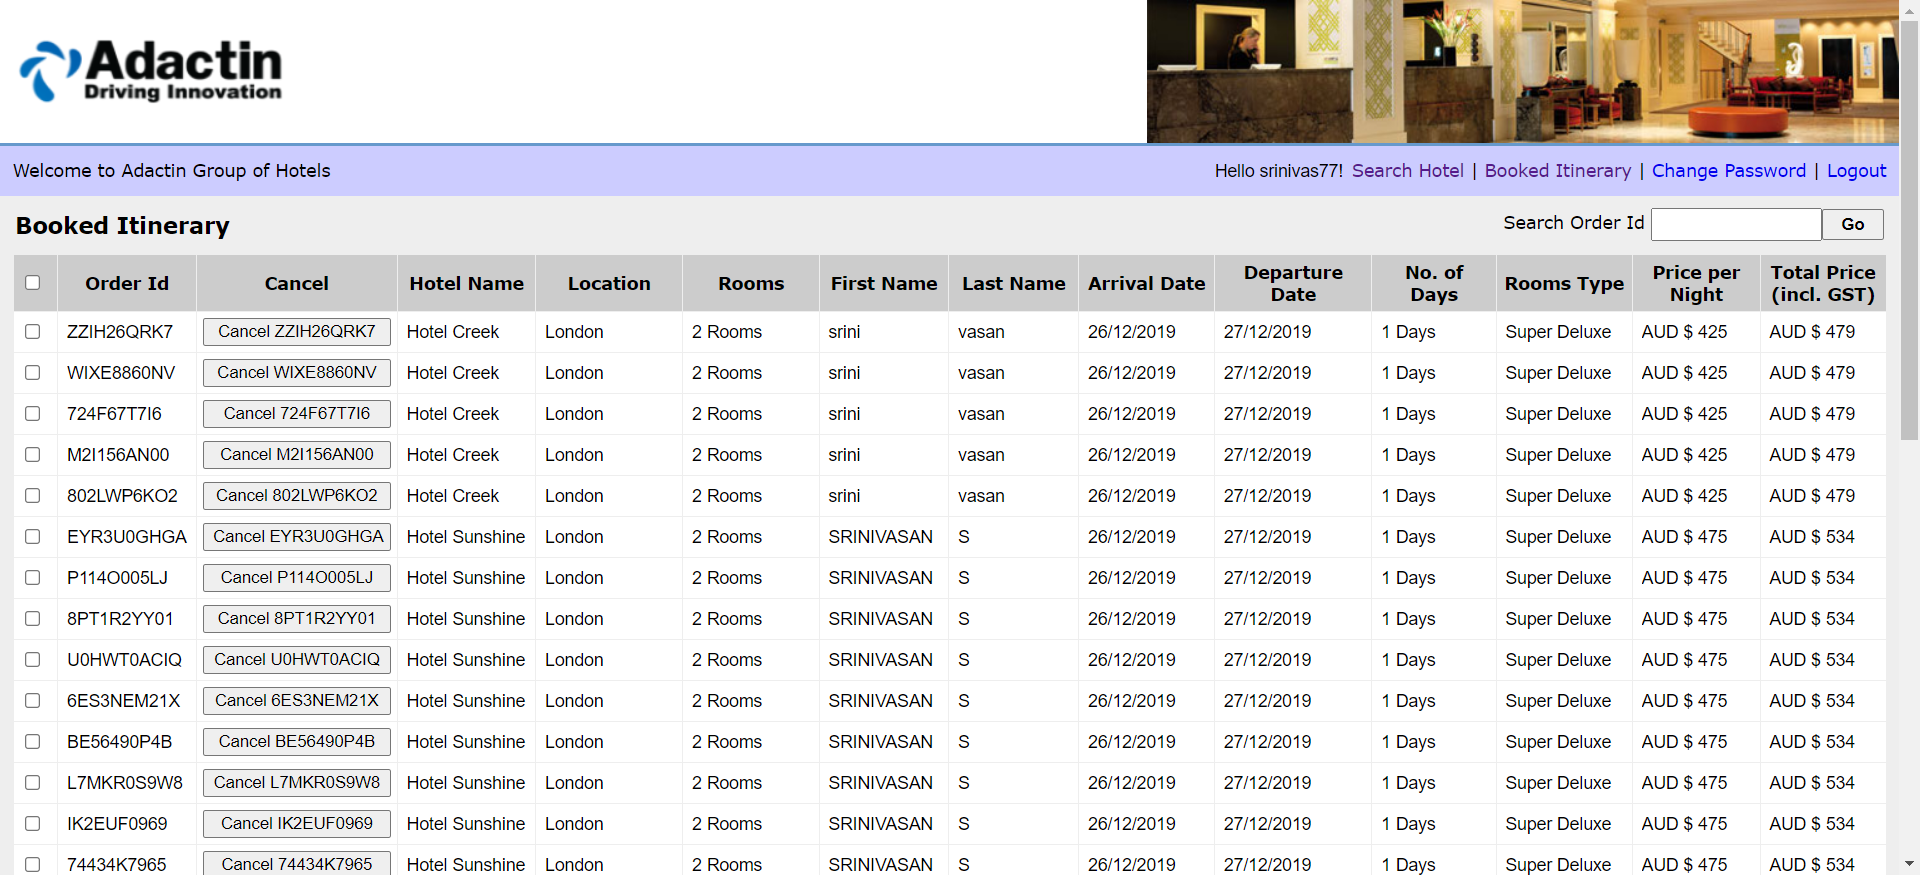 Adactin
Driving Innovation
Welcome to Adactin Group of Hotels
Hello srinivas77! Search Hotel | Booked Itinerary | Change Password | Logout
Booked Itinerary
Search Order Id Go
Order Id Cancel Hotel Name Location Rooms First Name Last Name Arrival Date Departure Date No. of Days Rooms Type Price per Night Total Price (incl. GST)
ZZIH26QRK7 Cancel ZZIH26QRK7 Hotel Creek London 2 Rooms srini vasan 26/12/2019 27/12/2019 1 Days Super Deluxe AUD $ 425 AUD $ 479
WIXE8860NV Cancel WIXE8860NV Hotel Creek London 2 Rooms srini vasan 26/12/2019 27/12/2019 1 Days Super Deluxe AUD $ 425 AUD $ 479
724F67T7I6 Cancel 724F67T7I6 Hotel Creek London 2 Rooms srini vasan 26/12/2019 27/12/2019 1 Days Super Deluxe AUD $ 425 AUD $ 479
M2I156AN00 Cancel M2I156AN00 Hotel Creek London 2 Rooms srini vasan 26/12/2019 27/12/2019 1 Days Super Deluxe AUD $ 425 AUD $ 479
802LWP6KO2 Cancel 802LWP6KO2 Hotel Creek London 2 Rooms srini vasan 26/12/2019 27/12/2019 1 Days Super Deluxe AUD $ 425 AUD $ 479
EYR3U0GHGA Cancel EYR3U0GHGA Hotel Sunshine London 2 Rooms SRINIVASAN S 26/12/2019 27/12/2019 1 Days Super Deluxe AUD $ 475 AUD $ 534
P114O005LJ Cancel P114O005LJ Hotel Sunshine London 2 Rooms SRINIVASAN S 26/12/2019 27/12/2019 1 Days Super Deluxe AUD $ 475 AUD $ 534
8PT1R2YY01 Cancel 8PT1R2YY01 Hotel Sunshine London 2 Rooms SRINIVASAN S 26/12/2019 27/12/2019 1 Days Super Deluxe AUD $ 475 AUD $ 534
U0HWT0ACIQ Cancel U0HWT0ACIQ Hotel Sunshine London 2 Rooms SRINIVASAN S 26/12/2019 27/12/2019 1 Days Super Deluxe AUD $ 475 AUD $ 534
6ES3NEM21X Cancel 6ES3NEM21X Hotel Sunshine London 2 Rooms SRINIVASAN S 26/12/2019 27/12/2019 1 Days Super Deluxe AUD $ 475 AUD $ 534
BE56490P4B Cancel BE56490P4B Hotel Sunshine London 2 Rooms SRINIVASAN S 26/12/2019 27/12/2019 1 Days Super Deluxe AUD $ 475 AUD $ 534
L7MKR0S9W8 Cancel L7MKR0S9W8 Hotel Sunshine London 2 Rooms SRINIVASAN S 26/12/2019 27/12/2019 1 Days Super Deluxe AUD $ 475 AUD $ 534
IK2EUF0969 Cancel IK2EUF0969 Hotel Sunshine London 2 Rooms SRINIVASAN S 26/12/2019 27/12/2019 1 Days Super Deluxe AUD $ 475 AUD $ 534
74434K7965 Cancel 74434K7965 Hotel Sunshine London 2 Rooms SRINIVASAN S 26/12/2019 27/12/2019 1 Days Super Deluxe AUD $ 475 AUD $ 534